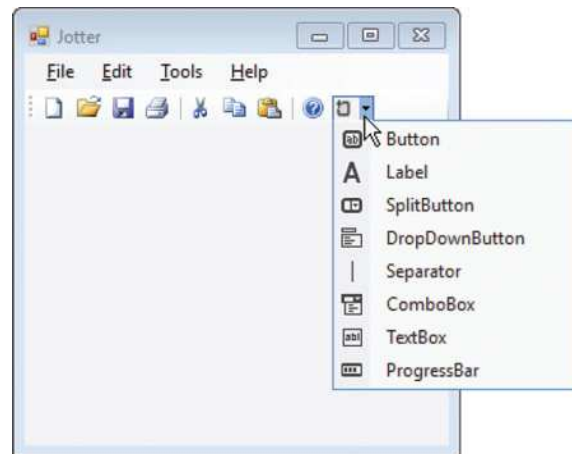 Jotter
File Edit Tools Help
Button
Label
SplitButton
DropDownButton
Separator
ComboBox
TextBox
ProgressBar